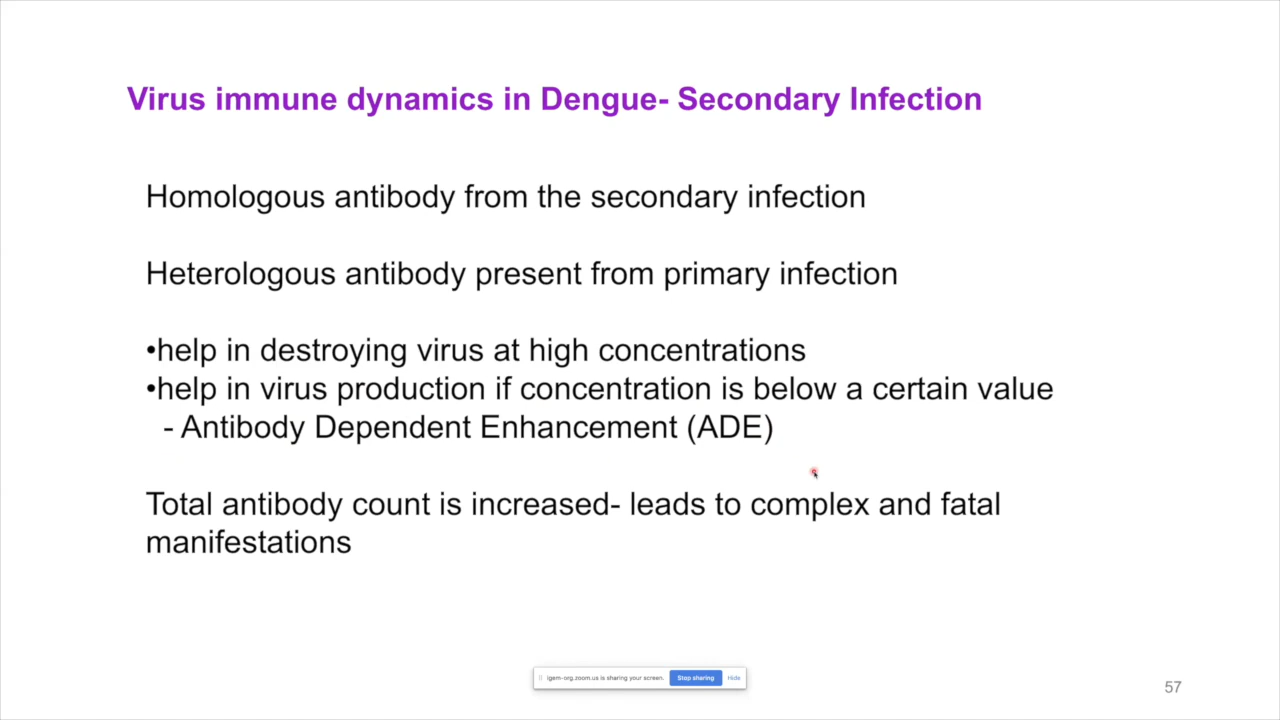 Virus immune dynamics in Dengue- Secondary Infection
Homologous antibody from the secondary infection
Heterologous antibody present from primary infection
•help in destroying virus at high concentrations
•help in virus production if concentration is below a certain value
- Antibody Dependent Enhancement (ADE)
Total antibody count is increased- leads to complex and fatal
manifestations
igem-org.zoom.us is sharing your screen. Stop sharing Hide
57